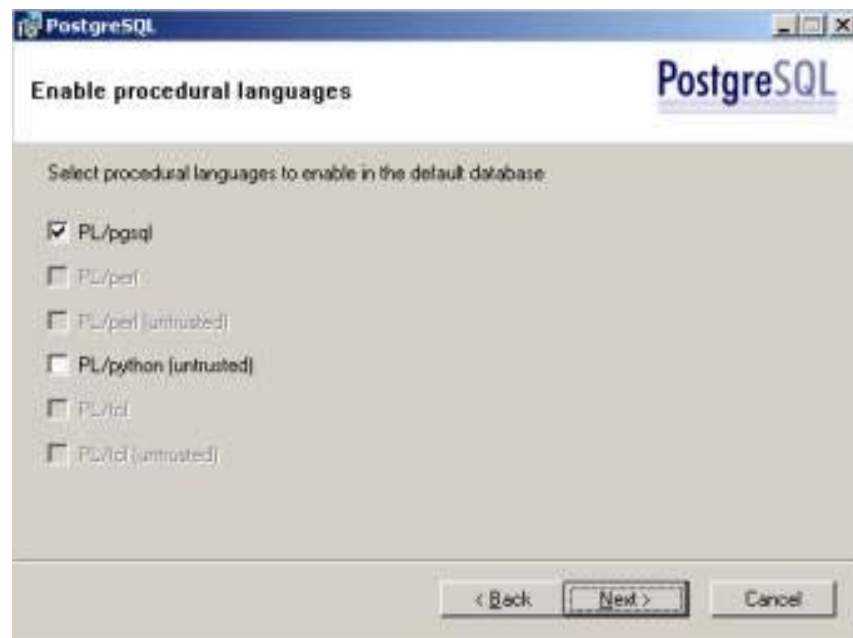 PostgreSQL
Enable procedural languages
PostgreSQL
Select procedural languages to enable in the default database
PL/pgsql
PL/perl
PL/perl (untrusted)
PL/python (untrusted)
PL/tcl
PL/tcl (untrusted)
< Back
Next >
Cancel